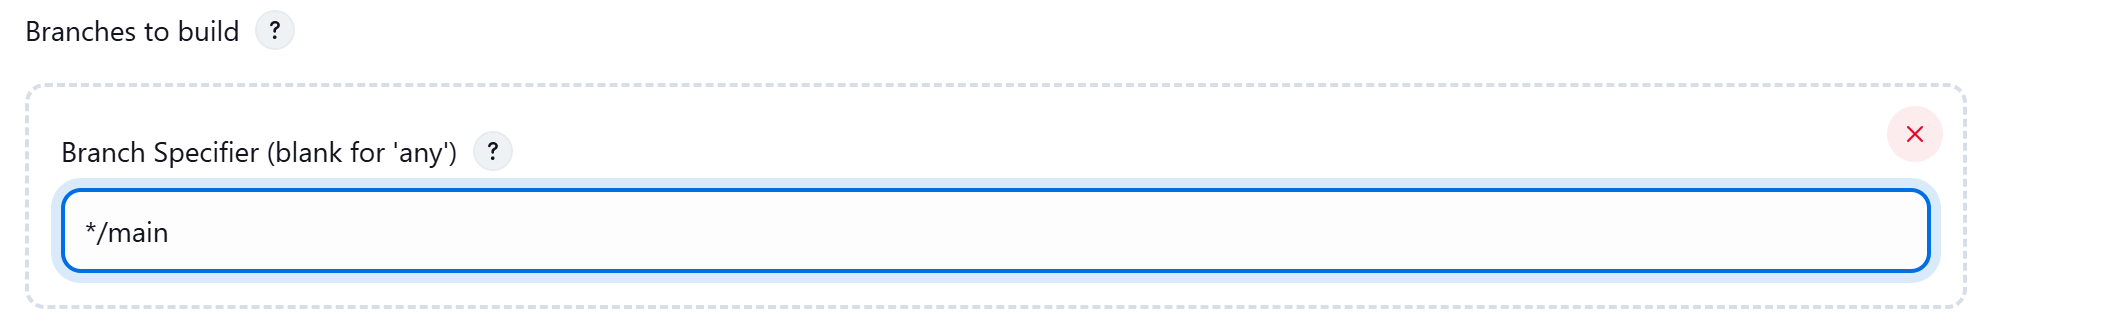 Branches to build ?
Branch Specifier (blank for 'any') ?
*/main